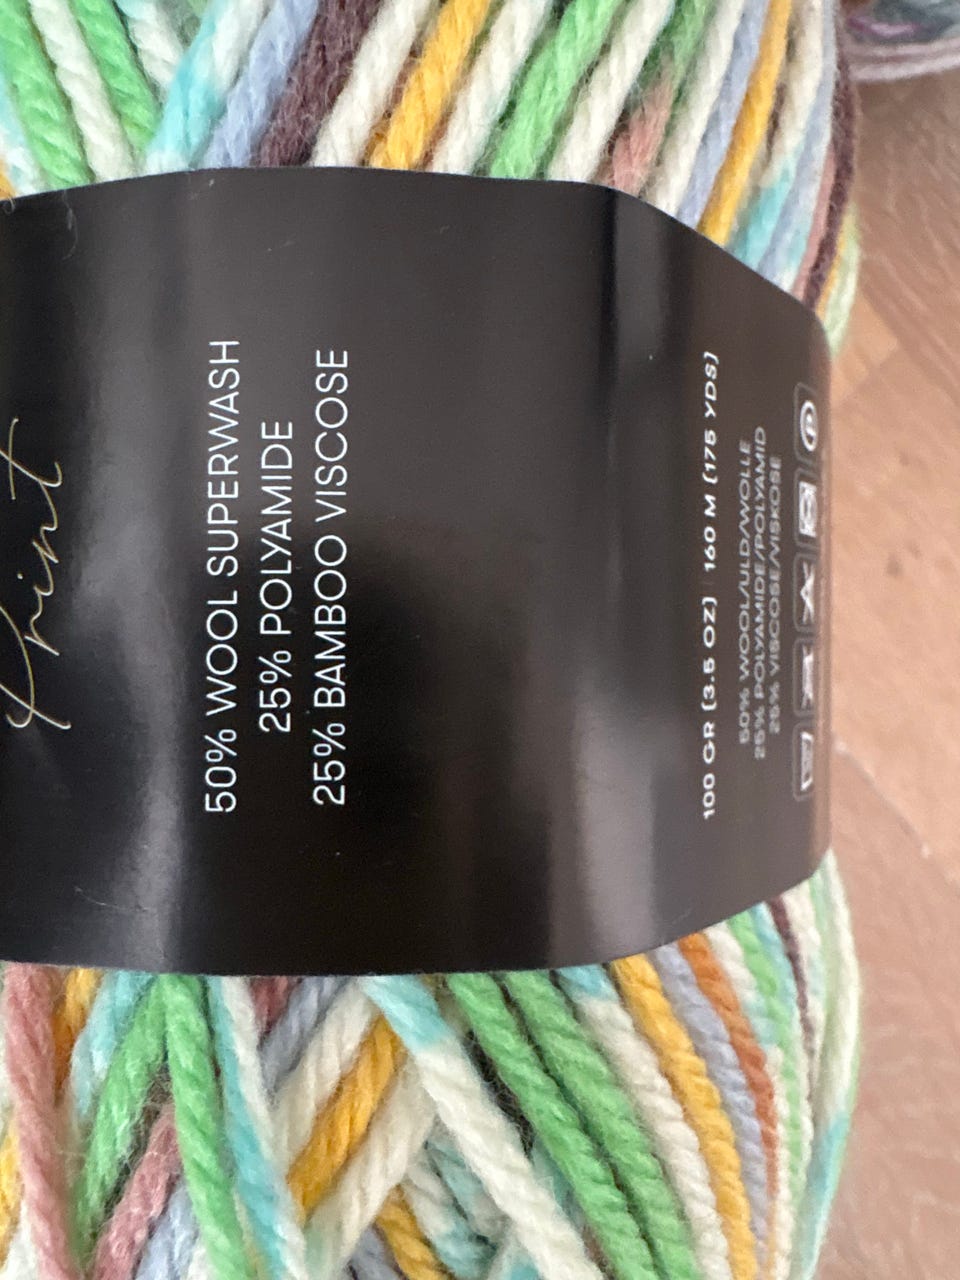 Print
50% WOOL SUPERWASH
25% POLYAMIDE
25% BAMBOO VISCOSE
100 GR (3.5 OZ) 160 M (175 YDS)
50% WOOL/ULD/WOLLE
25% POLYAMIDE/POLYAMID
25% VISCOSE/VISKOSE